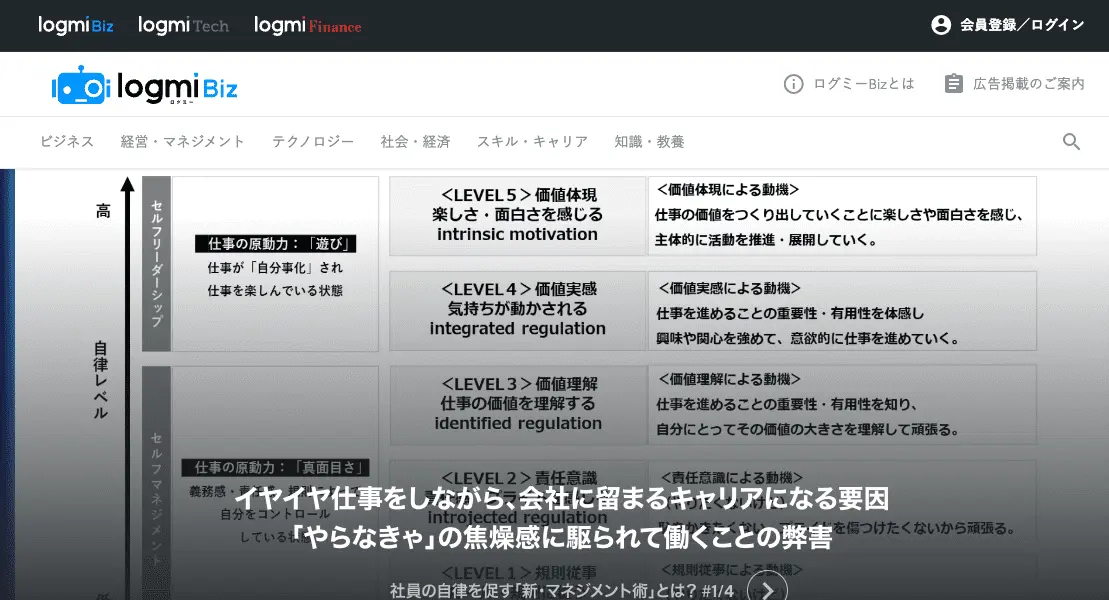 logmi Biz logmi Tech logmi Finance 会員登録／ログイン
logmi Biz ログミーBizとは 広告掲載のご案内
ログミー
ビジネス 経営・マネジメント テクノロジー 社会・経済 スキル・キャリア 知識・教養
高
自律レベル
低
セルフリーダーシップ
仕事の原動力：「遊び」
仕事が「自分事化」され
仕事を楽しんでいる状態
＜LEVEL５＞価値体現
楽しさ・面白さを感じる
intrinsic motivation
＜価値体現による動機＞
仕事の価値をつくり出していくことに楽しさや面白さを感じ、
主体的に活動を推進・展開していく。
＜LEVEL４＞価値実感
気持ちが動かされる
integrated regulation
＜価値実感による動機＞
仕事を進めることの重要性・有用性を体感し
興味や関心を強めて、意欲的に仕事を進めていく。
セルフマネジメント
仕事の原動力：「真面目さ」
義務感・責任感・
自分をコントロール
している状態
＜LEVEL３＞価値理解
仕事の価値を理解する
identified regulation
＜価値理解による動機＞
仕事を進めることの重要性・有用性を知り、
自分にとってその価値の大きさを理解して頑張る。
＜LEVEL２＞責任意識
introjected regulation
＜責任意識による動機＞
を傷つけたくないから頑張る。
＜LEVEL１＞規則従事
＜規則従事による動機＞
イヤイヤ仕事をしながら、会社に留まるキャリアになる要因
「やらなきゃ」の焦燥感に駆られて働くことの弊害
社員の自律を促す「新・マネジメント術」とは？ #1/4